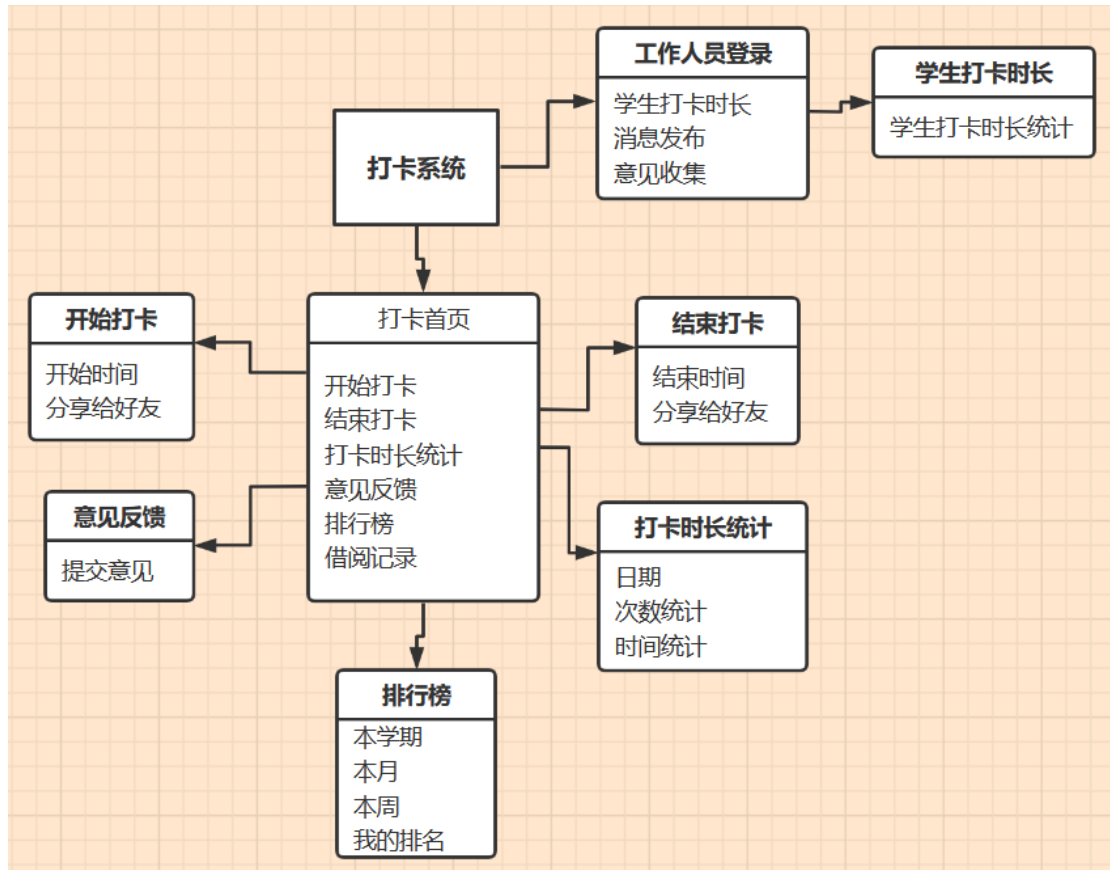 工作人员登录
学生打卡时长
消息发布
意见收集
学生打卡时长
学生打卡时长统计
打卡系统
开始打卡
开始时间
分享给好友
打卡首页
开始打卡
结束打卡
打卡时长统计
意见反馈
排行榜
借阅记录
结束打卡
结束时间
分享给好友
意见反馈
提交意见
打卡时长统计
日期
次数统计
时间统计
排行榜
本学期
本月
本周
我的排名